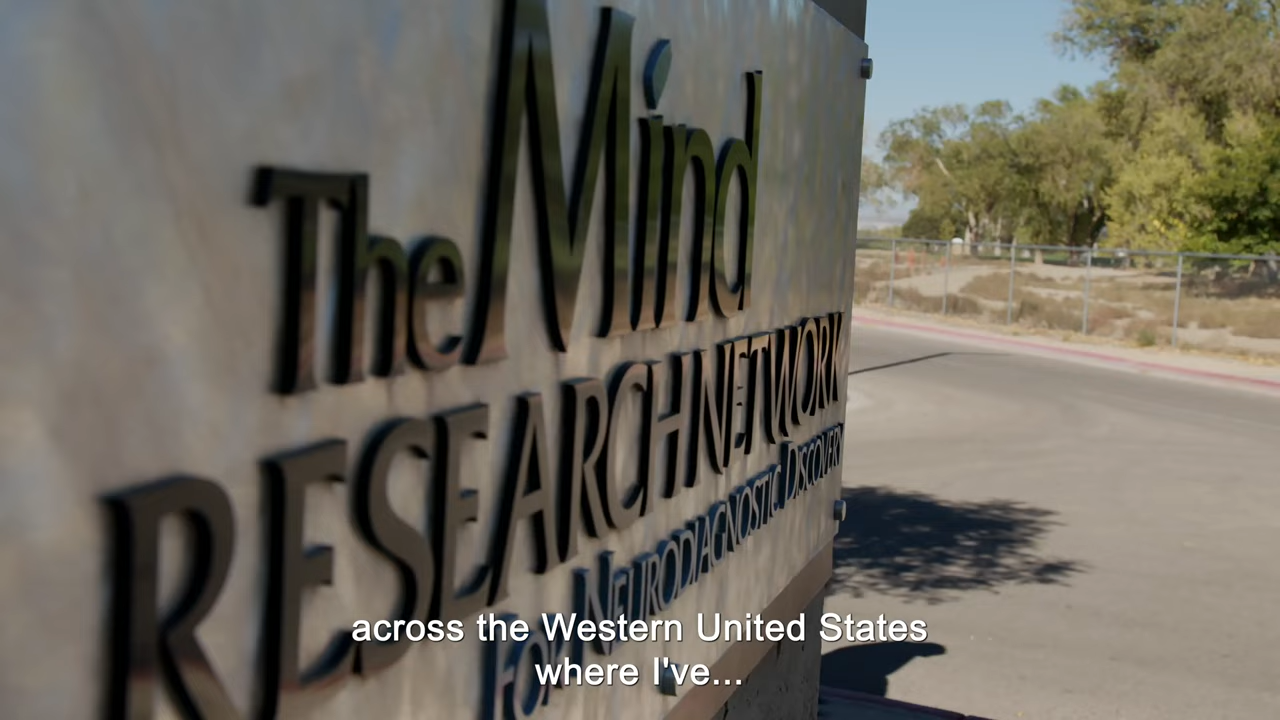 The Mind
RESEARCH NETWORK
FOR NEURODIAGNOSTIC DISCOVERY
across the Western United States
where I've...